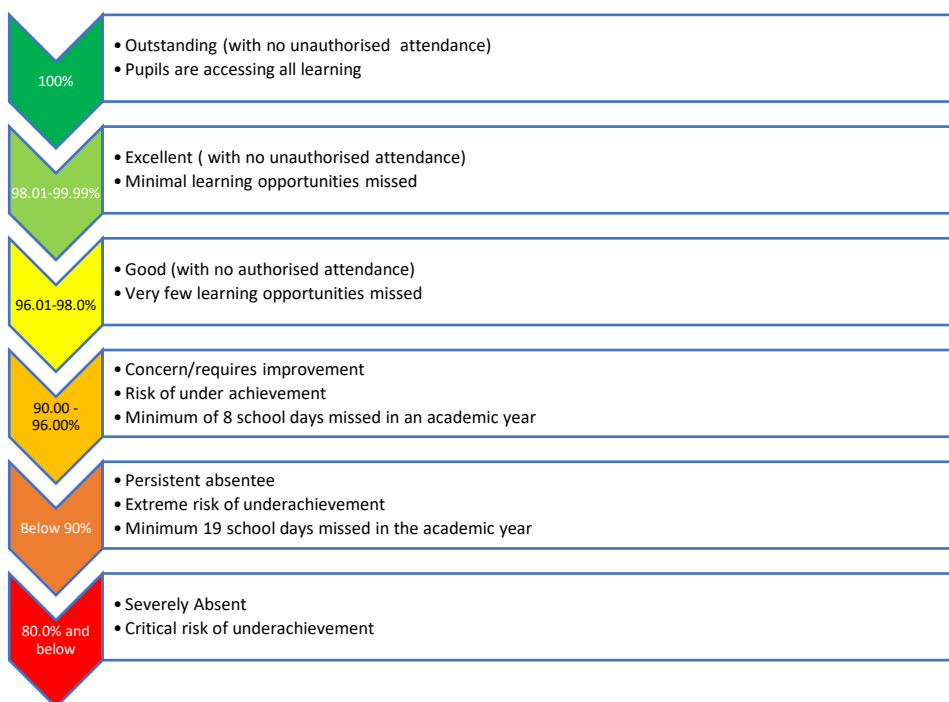 100%
• Outstanding (with no unauthorised attendance)
• Pupils are accessing all learning
98.01-99.99%
• Excellent ( with no unauthorised attendance)
• Minimal learning opportunities missed
96.01-98.0%
• Good (with no authorised attendance)
• Very few learning opportunities missed
90.00 -
96.00%
• Concern/requires improvement
• Risk of under achievement
• Minimum of 8 school days missed in an academic year
Below 90%
• Persistent absentee
• Extreme risk of underachievement
• Minimum 19 school days missed in the academic year
80.0% and
below
• Severely Absent
• Critical risk of underachievement